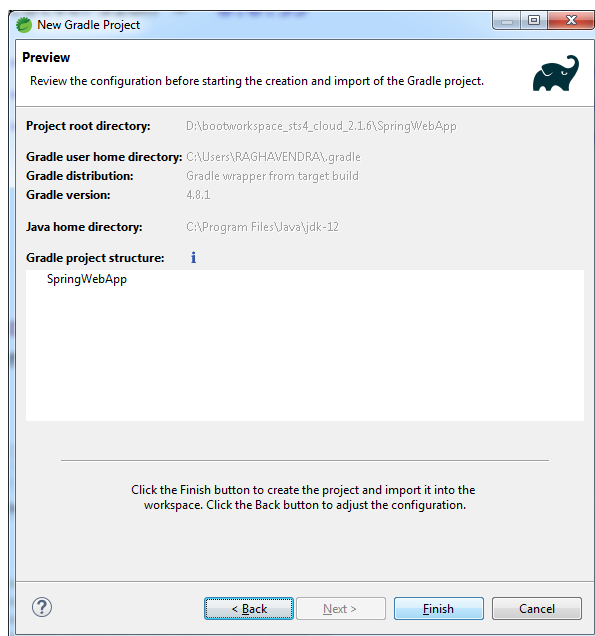 New Gradle Project
Preview
Review the configuration before starting the creation and import of the Gradle project.
Project root directory: D:\bootworkspace_sts4_cloud_2.1.6\SpringWebApp
Gradle user home directory: C:\Users\RAGHAVENDRA\.gradle
Gradle distribution: Gradle wrapper from target build
Gradle version: 4.8.1
Java home directory: C:\Program Files\Java\jdk-12
Gradle project structure:
SpringWebApp
Click the Finish button to create the project and import it into the
workspace. Click the Back button to adjust the configuration.
< Back Next > Finish Cancel